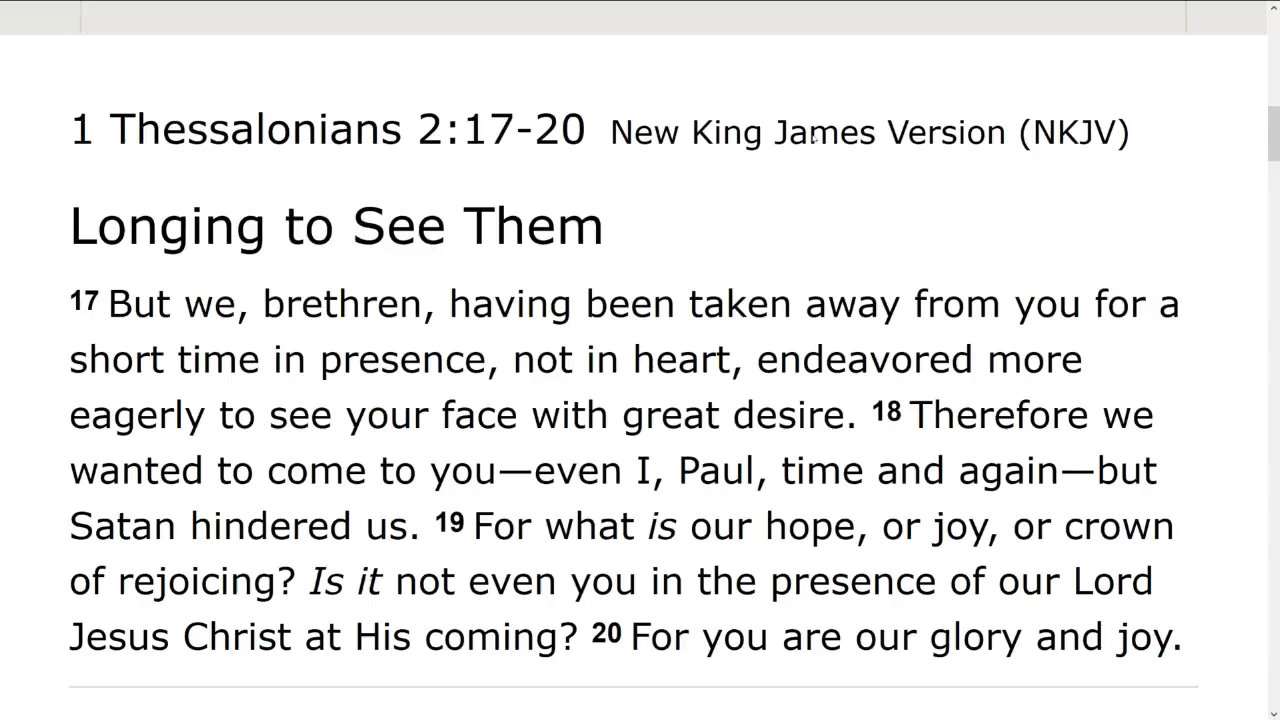 1 Thessalonians 2:17-20 New King James Version (NKJV)
Longing to See Them
17 But we, brethren, having been taken away from you for a
short time in presence, not in heart, endeavored more
eagerly to see your face with great desire. 18 Therefore we
wanted to come to you—even I, Paul, time and again—but
Satan hindered us. 19 For what is our hope, or joy, or crown
of rejoicing? Is it not even you in the presence of our Lord
Jesus Christ at His coming? 20 For you are our glory and joy.